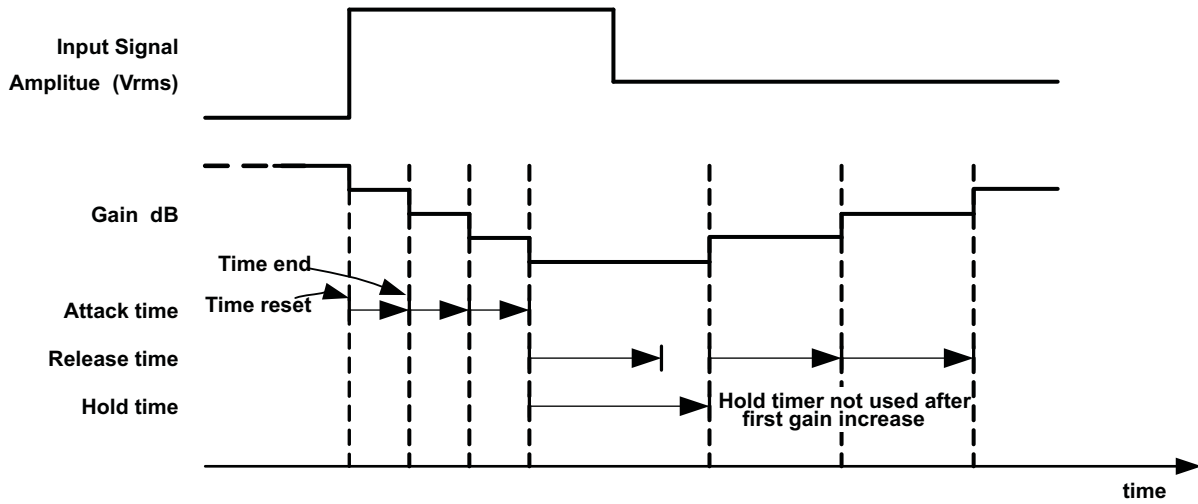 Input Signal
Amplitue (Vrms)
Gain dB
Time end
Time reset
Attack time
Release time
Hold time
Hold timer not used after
first gain increase
time